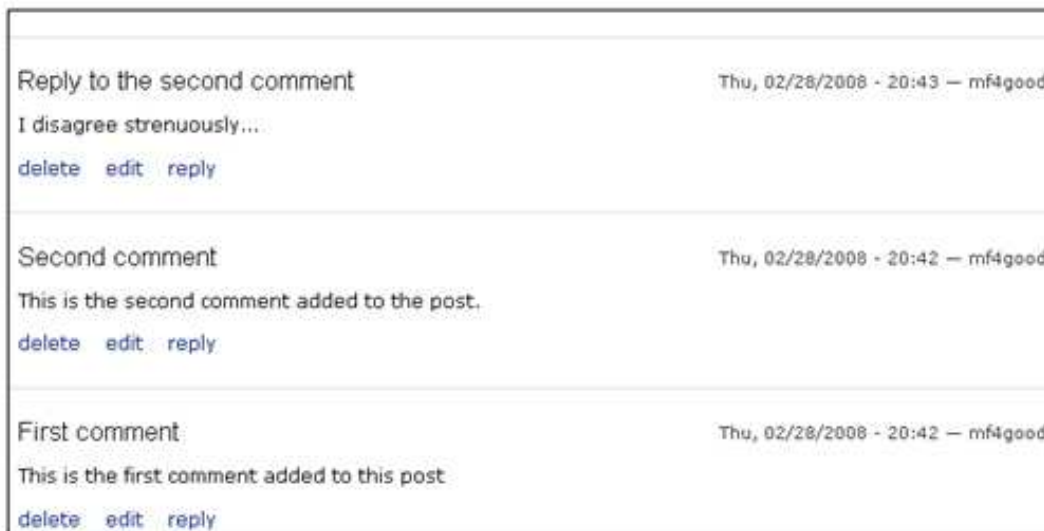 Reply to the second comment Thu, 02/28/2008 - 20:43 — mf4good
I disagree strenuously...
delete edit reply
Second comment Thu, 02/28/2008 - 20:42 — mf4good
This is the second comment added to the post.
delete edit reply
First comment Thu, 02/28/2008 - 20:42 — mf4good
This is the first comment added to this post
delete edit reply